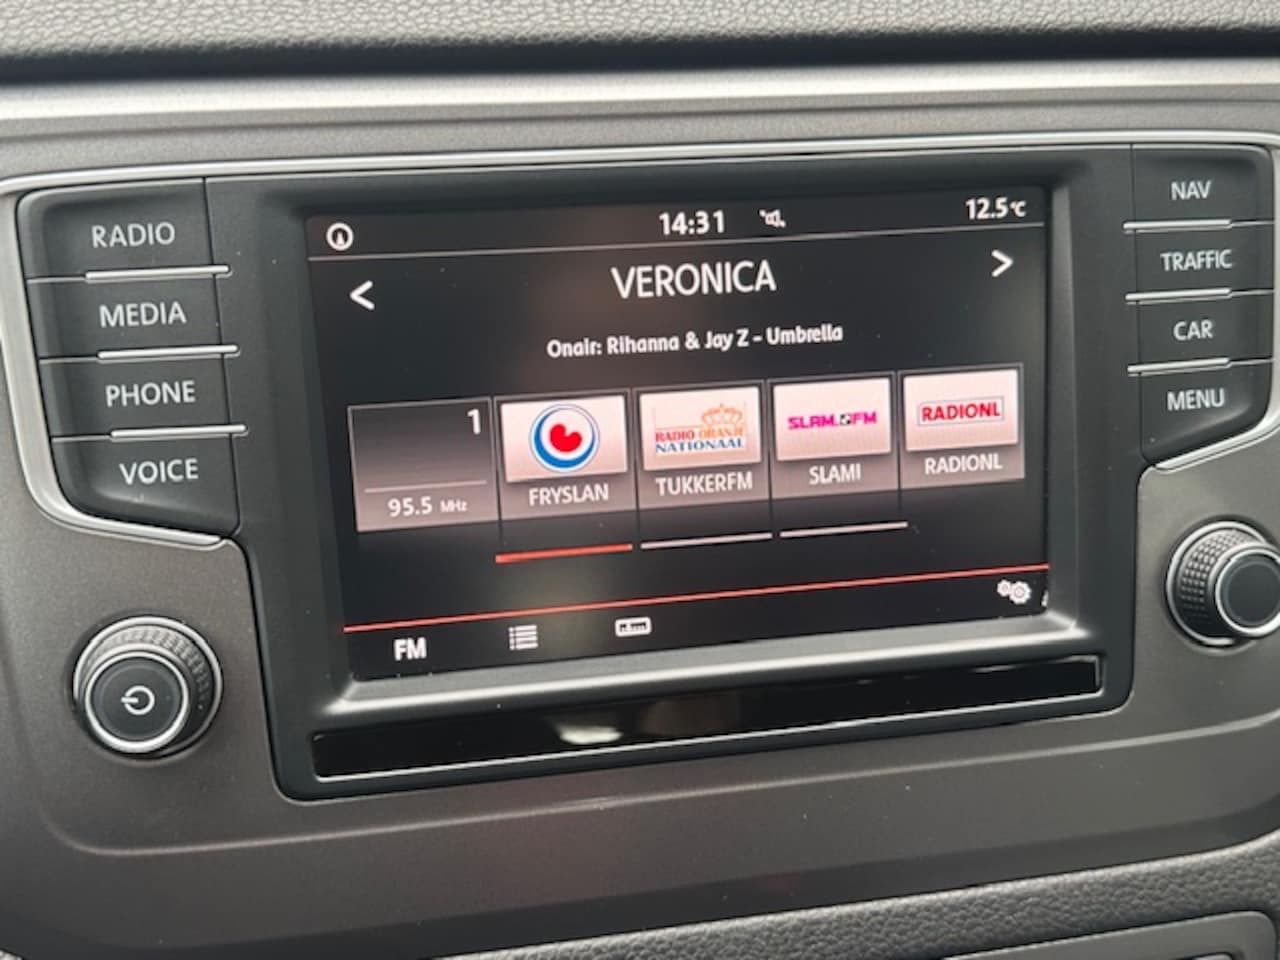 RADIO
MEDIA
PHONE
VOICE
14:31
12.5°C
VERONICA
Onair: Rihanna & Jay Z - Umbrella
1
95.5 MHz
FRYSLAN
RADIO ORANJE
NATIONAAL
TUKKERFM
SLAM!FM
SLAM!
RADIONL
RADIONL
FM
NAV
TRAFFIC
CAR
MENU